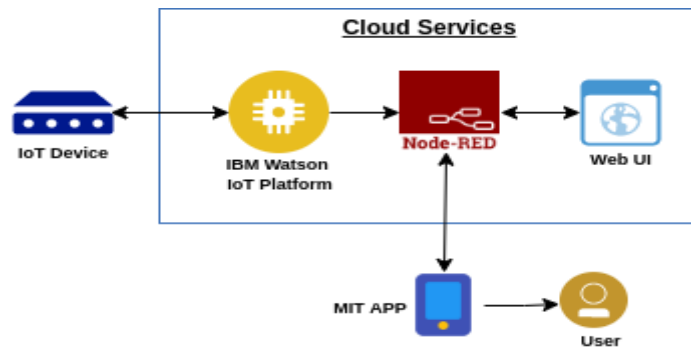 Cloud Services
IoT Device
IBM Watson
IoT Platform
Node-RED
Web UI
MIT APP
User